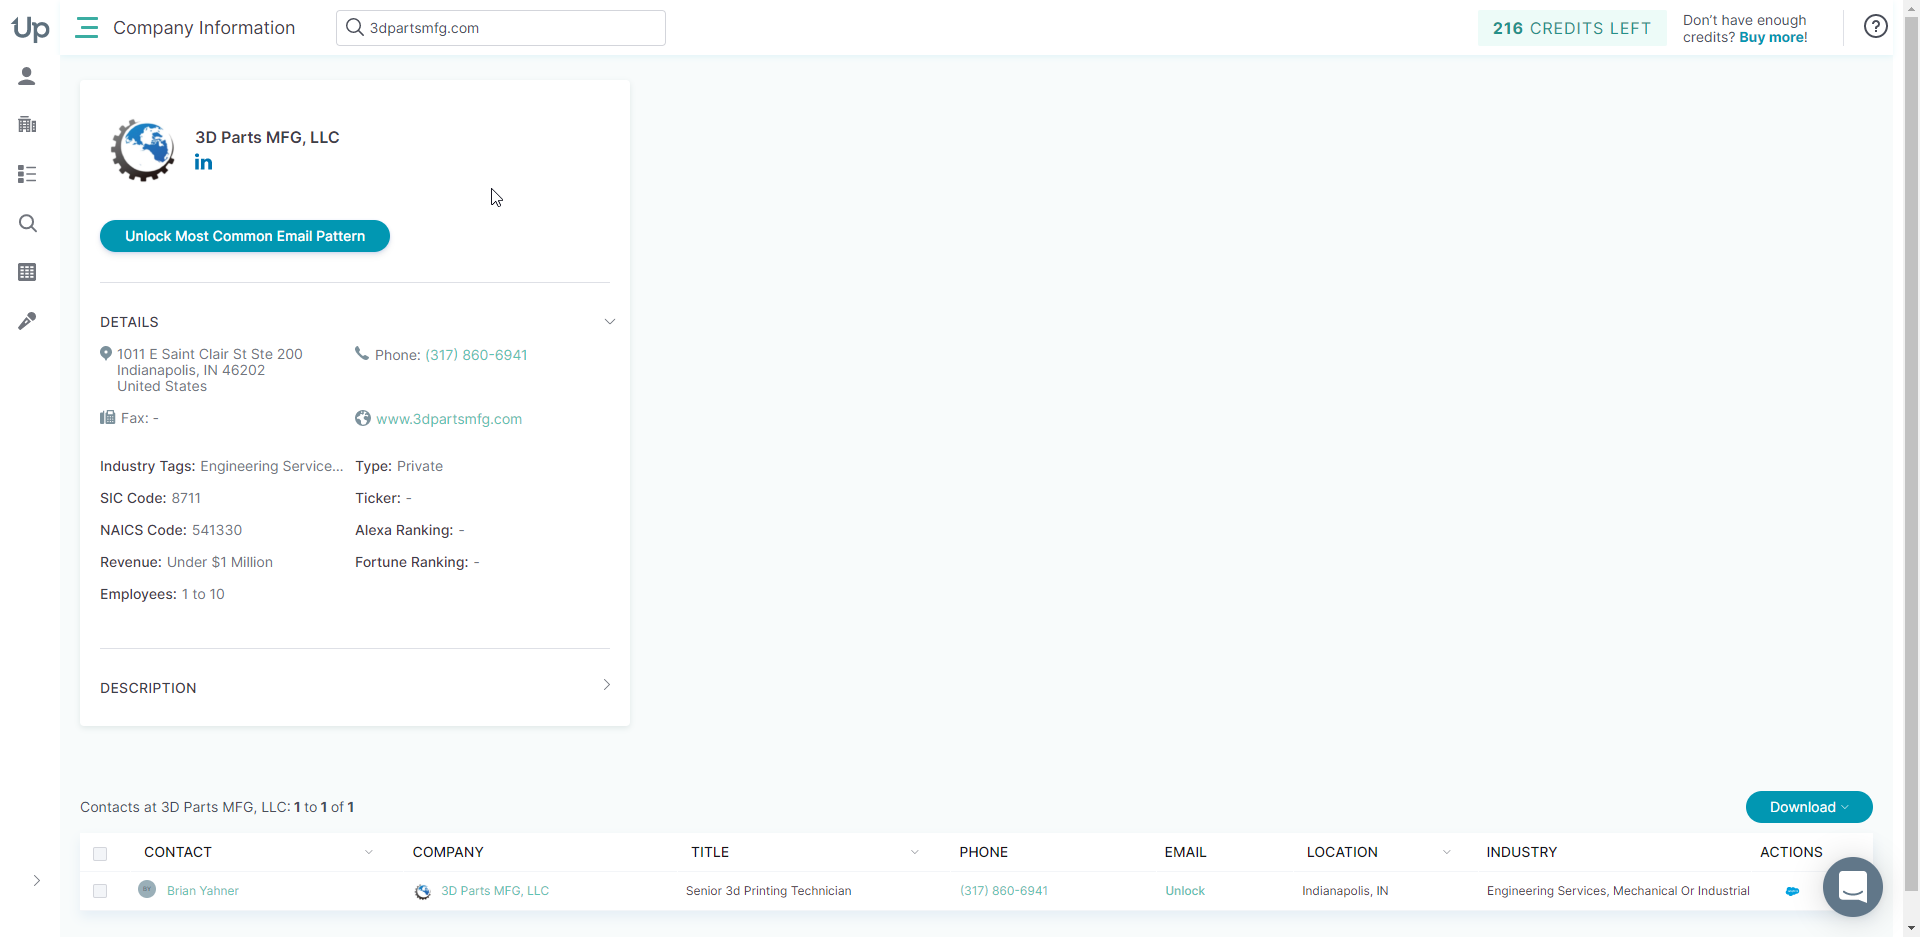 Up
Company Information
3dpartsmfg.com
216 CREDITS LEFT
Don't have enough
credits? Buy more!
3D Parts MFG, LLC
in
Unlock Most Common Email Pattern
DETAILS
1011 E Saint Clair St Ste 200
Indianapolis, IN 46202
United States
Phone: (317) 860-6941
Fax: -
www.3dpartsmfg.com
Industry Tags: Engineering Service...
Type: Private
SIC Code: 8711
Ticker: -
NAICS Code: 541330
Alexa Ranking: -
Revenue: Under $1 Million
Fortune Ranking: -
Employees: 1 to 10
DESCRIPTION
Contacts at 3D Parts MFG, LLC: 1 to 1 of 1
Download
CONTACT COMPANY TITLE PHONE EMAIL LOCATION INDUSTRY ACTIONS
BY Brian Yahner 3D Parts MFG, LLC Senior 3d Printing Technician (317) 860-6941 Unlock Indianapolis, IN Engineering Services, Mechanical Or Industrial